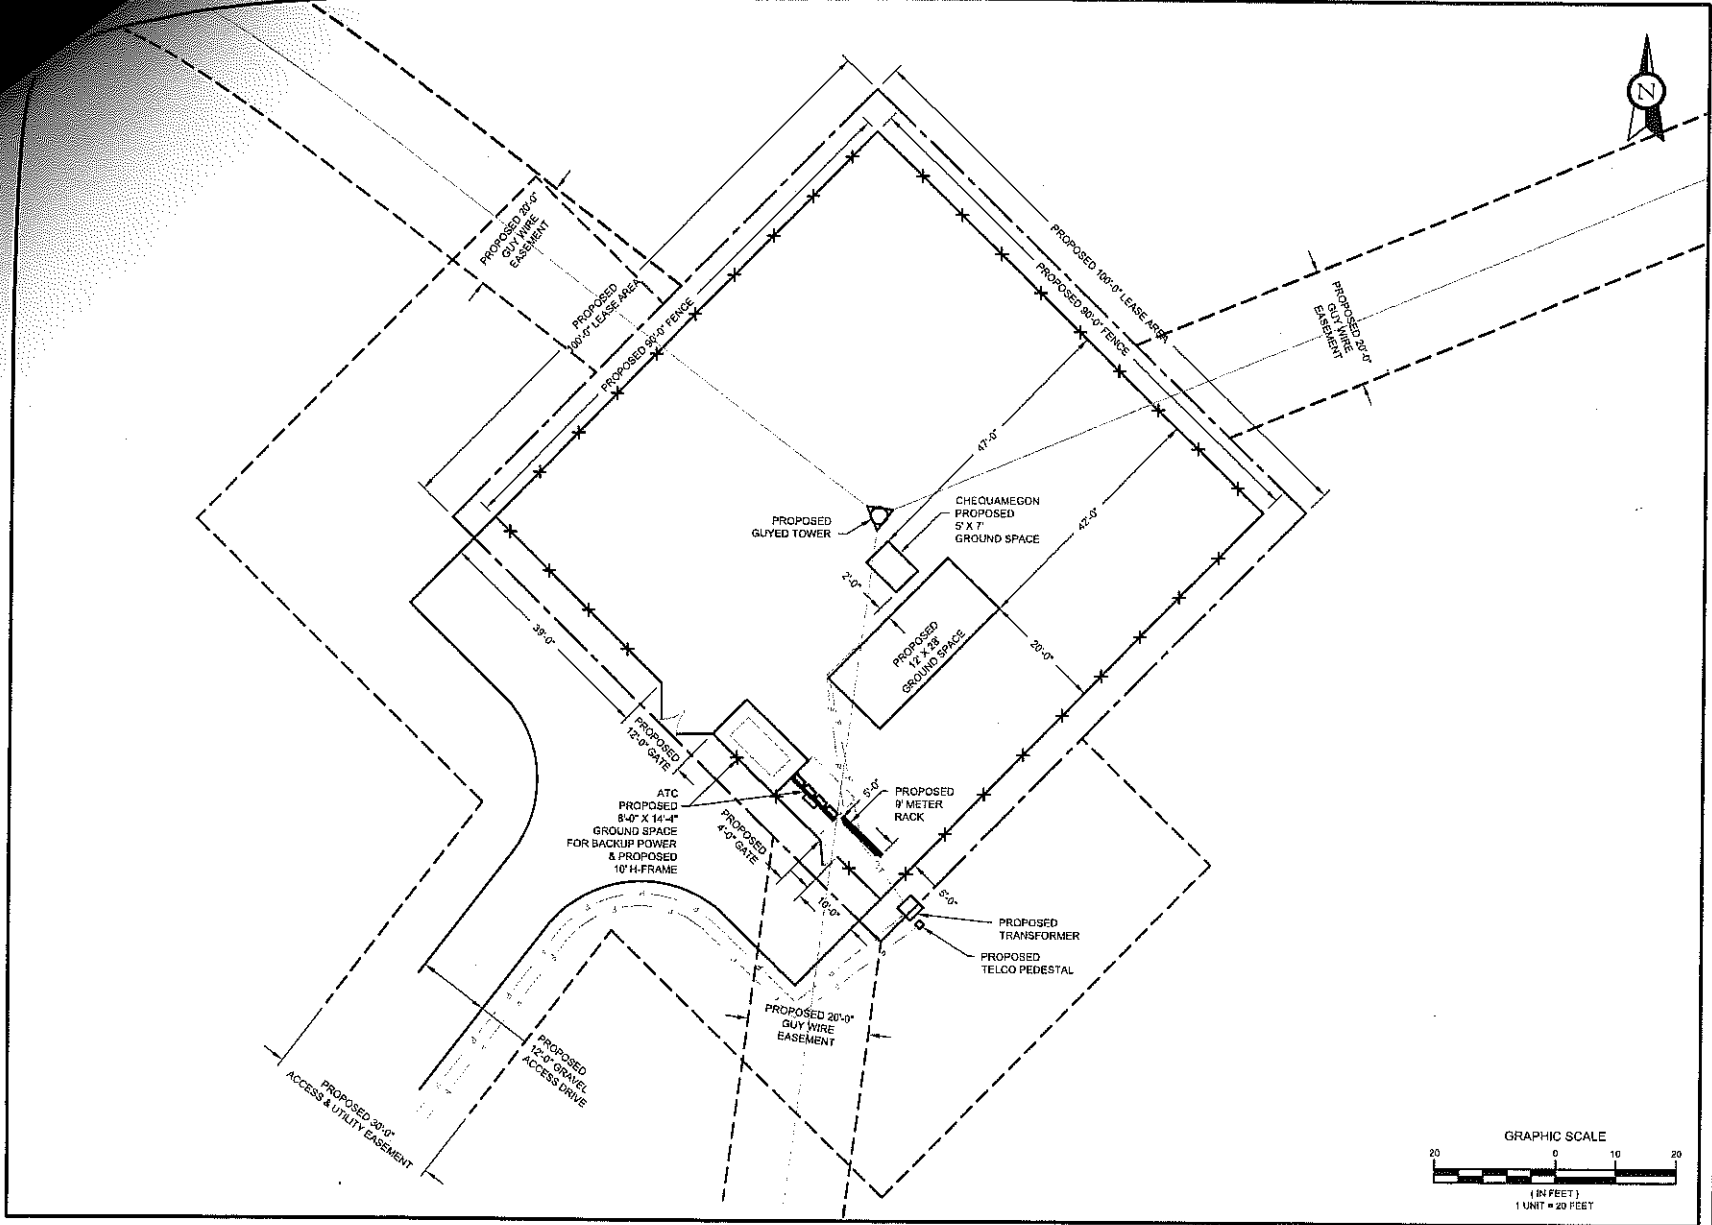 N
PROPOSED 20'-0"
GUY WIRE
EASEMENT
PROPOSED
100'-0" LEASE AREA
PROPOSED 90'-0" FENCE
PROPOSED 100'-0" LEASE AREA
PROPOSED 90'-0" FENCE
PROPOSED 20'-0"
GUY WIRE
EASEMENT
47'-0"
42'-0"
PROPOSED
GUYED TOWER
CHEQUAMEGON
PROPOSED
5' X 7'
GROUND SPACE
2'-0"
PROPOSED
12' X 28'
GROUND SPACE
20'-0"
39'-0"
PROPOSED
12'-0" GATE
ATC
PROPOSED
6'-0" X 14'-4"
GROUND SPACE
FOR BACKUP POWER
& PROPOSED
10' H-FRAME
PROPOSED
4'-0" GATE
5'-0"
PROPOSED
9' METER
RACK
10'-0"
PROPOSED
TRANSFORMER
PROPOSED
TELCO PEDESTAL
PROPOSED 20'-0"
GUY WIRE
EASEMENT
PROPOSED
12'-0" GRAVEL
ACCESS DRIVE
PROPOSED 30'-0"
ACCESS & UTILITY EASEMENT
GRAPHIC SCALE
20 0 10 20
( IN FEET )
1 UNIT = 20 FEET